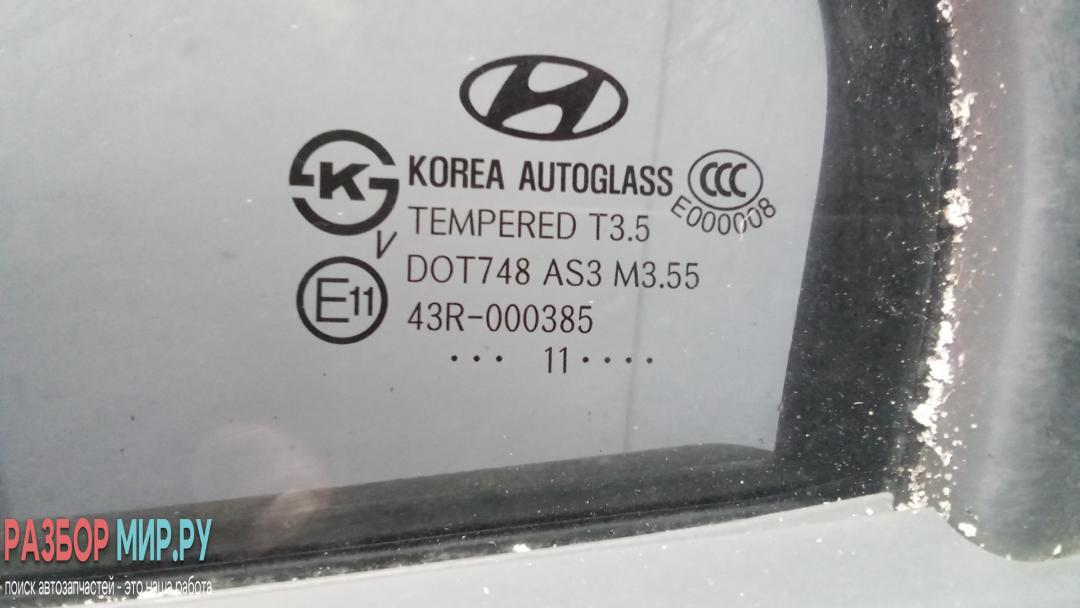 K
KOREA AUTOGLASS
CCC
E000008
TEMPERED T3.5
V
DOT748 AS3 M3.55
E11
43R-000385
••• 11 ••••
РАЗБОР МИР.РУ
поиск автозапчастей - это наша работа